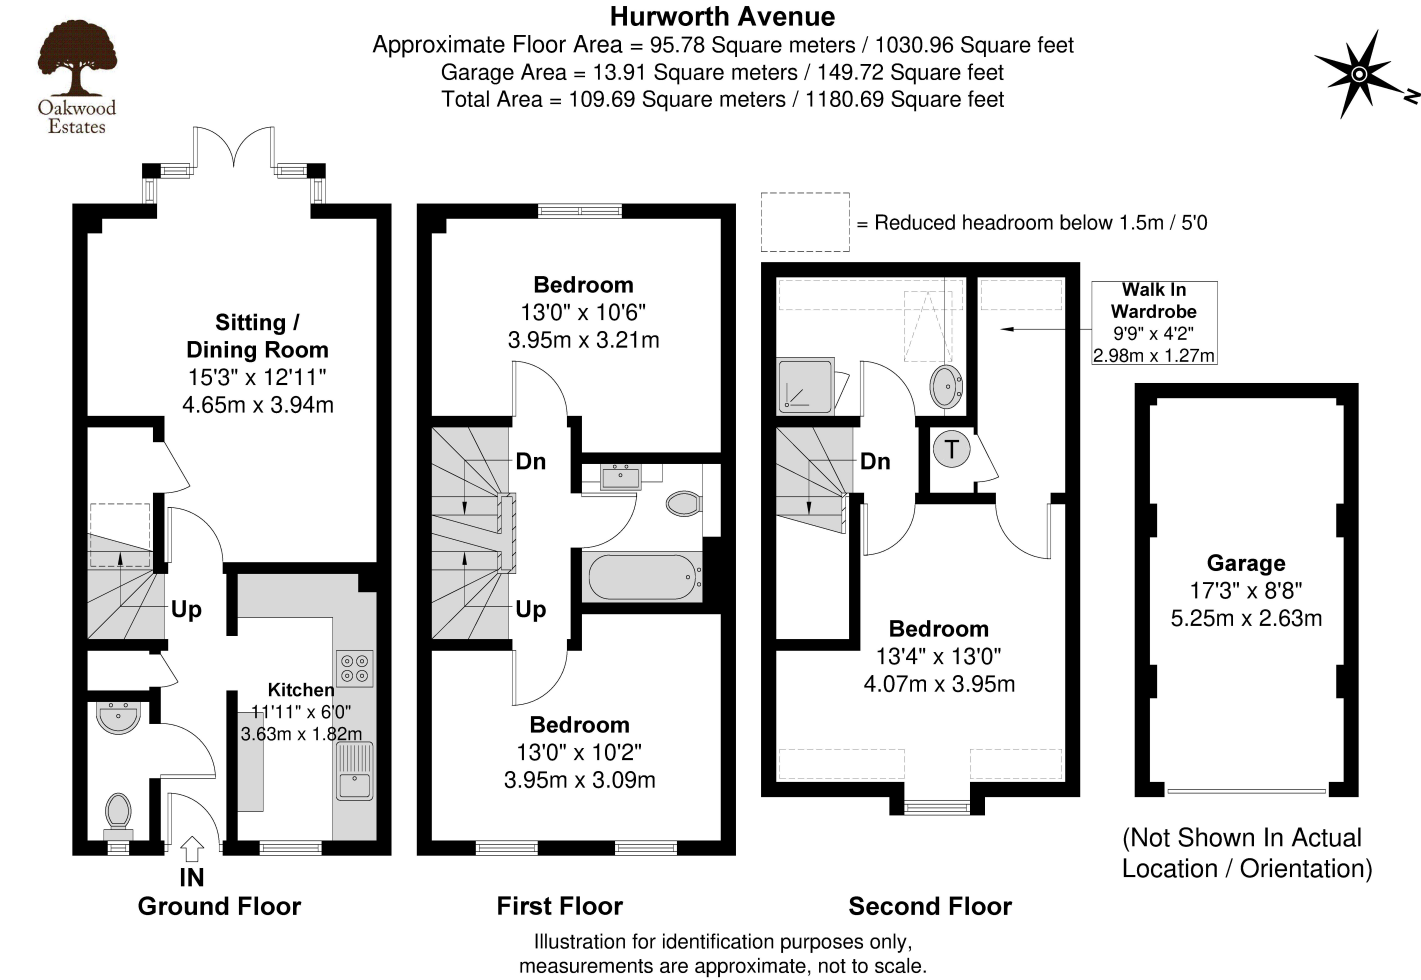 Hurworth Avenue
Approximate Floor Area = 95.78 Square meters / 1030.96 Square feet
Garage Area = 13.91 Square meters / 149.72 Square feet
Total Area = 109.69 Square meters / 1180.69 Square feet
Oakwood
Estates
N
= Reduced headroom below 1.5m / 5'0
Sitting /
Dining Room
15'3" x 12'11"
4.65m x 3.94m
Up
Kitchen
11'11" x 6'0"
3.63m x 1.82m
IN
Ground Floor
Bedroom
13'0" x 10'6"
3.95m x 3.21m
Dn
Up
Bedroom
13'0" x 10'2"
3.95m x 3.09m
First Floor
Walk In
Wardrobe
9'9" x 4'2"
2.98m x 1.27m
T
Dn
Bedroom
13'4" x 13'0"
4.07m x 3.95m
Second Floor
Garage
17'3" x 8'8"
5.25m x 2.63m
(Not Shown In Actual
Location / Orientation)
Illustration for identification purposes only,
measurements are approximate, not to scale.